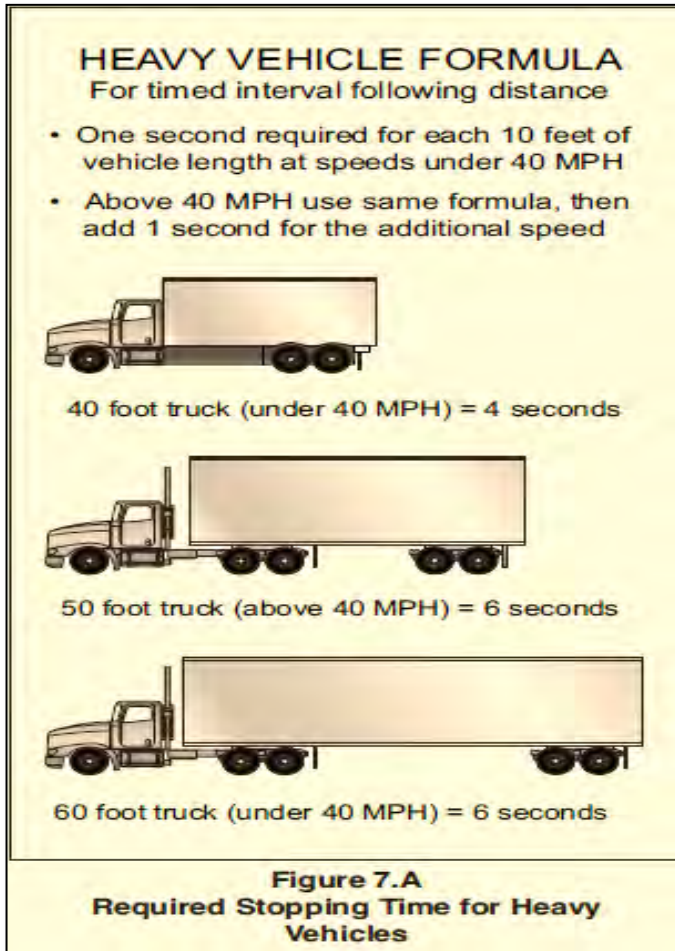 HEAVY VEHICLE FORMULA
For timed interval following distance
• One second required for each 10 feet of
vehicle length at speeds under 40 MPH
• Above 40 MPH use same formula, then
add 1 second for the additional speed
40 foot truck (under 40 MPH) = 4 seconds
50 foot truck (above 40 MPH) = 6 seconds
60 foot truck (under 40 MPH) = 6 seconds
Figure 7.A
Required Stopping Time for Heavy
Vehicles